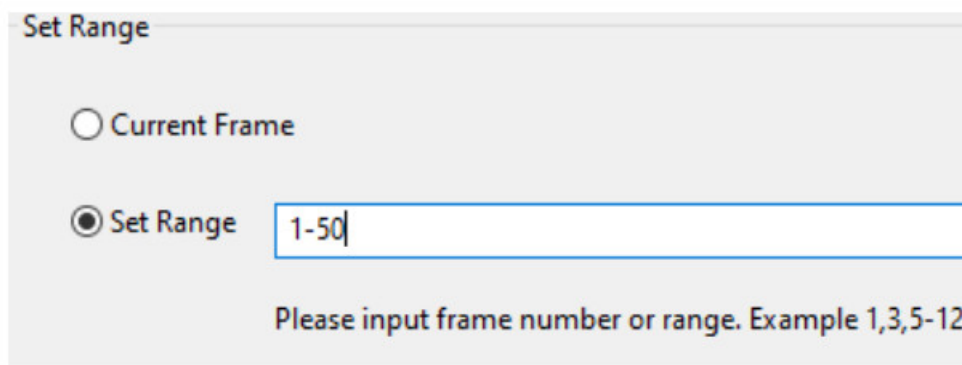 Set Range
Current Frame
Set Range 1-50
Please input frame number or range. Example 1,3,5-12